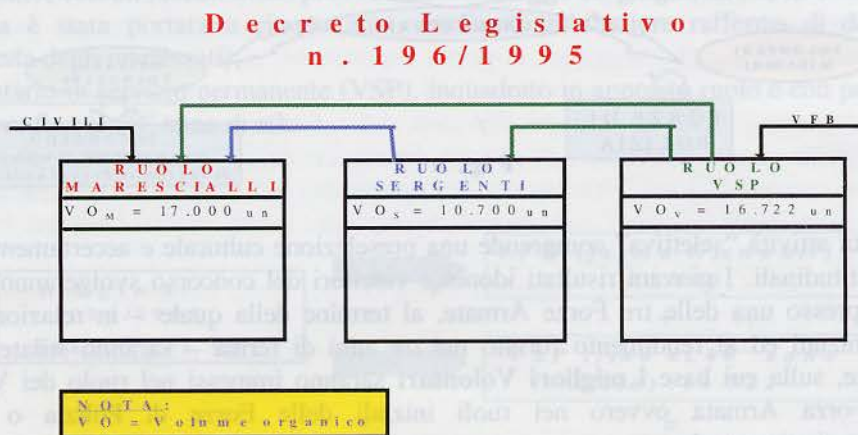 Decreto Legislativo
n. 196/1995
CIVILI
VFB
RUOLO
MARESCIALLI
VO_M = 17.000 un
RUOLO
SERGENTI
VO_S = 10.700 un
RUOLO
VSP
VO_V = 16.722 un
NOTA:
VO = Volume organico